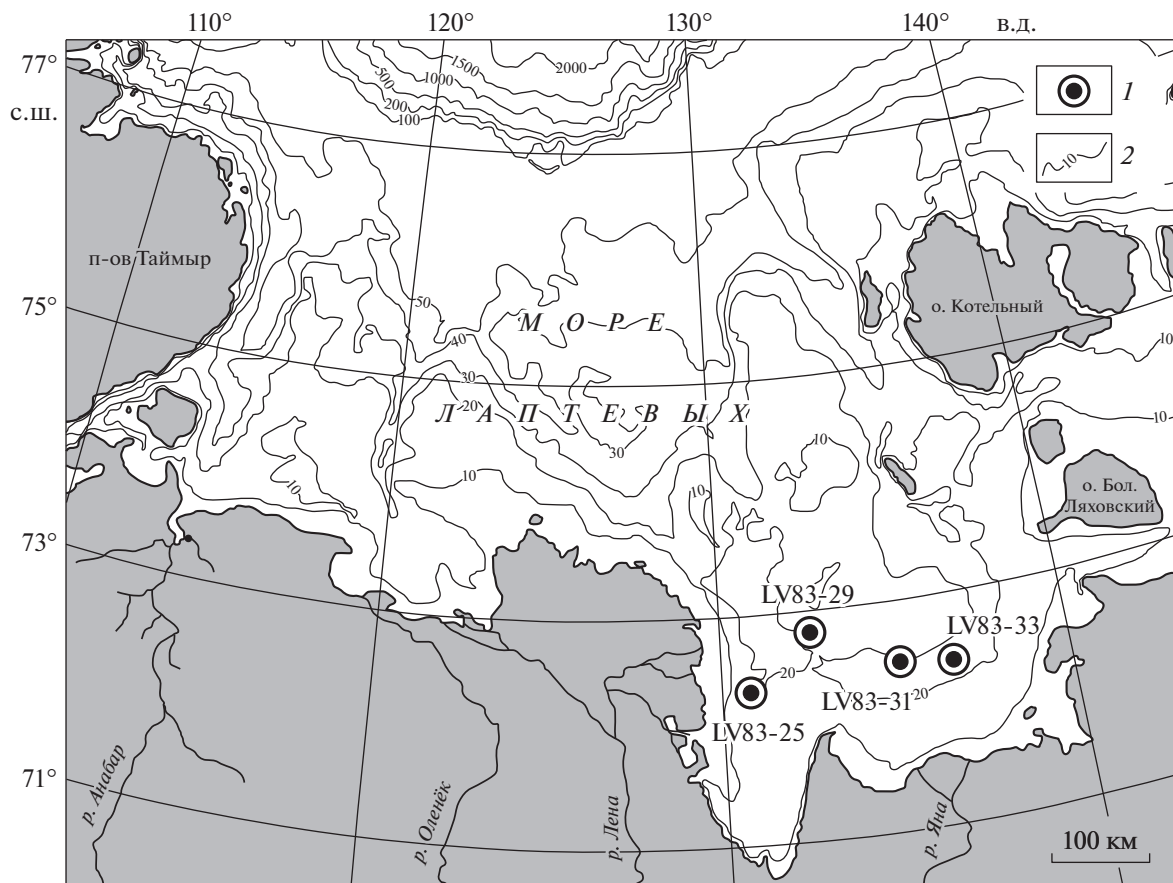 110° 120° 130° 140° в.д.
77°
с.ш.
1500
500 1000 2000
200
100
1
10 2
п-ов Таймыр
о. Котельный
75°
50
М О Р Е
40
10
30
20
Л А П Т Е В Ы Х
10
30
10
10
10
10
о. Бол.
Ляховский
73°
LV83-29
LV83-33
20
LV83-31
20
LV83-25
71°
р. Анабар
р. Оленёк
р. Лена
р. Яна
100 км